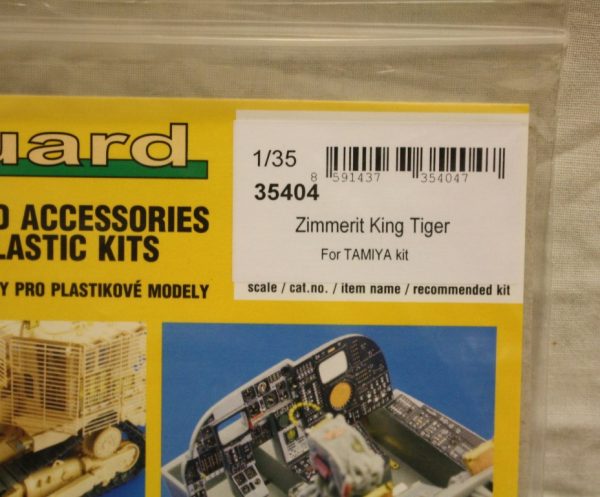 uard
1/35
8 591437 354047
35404
Zimmerit King Tiger
For TAMIYA kit
scale / cat.no. / item name / recommended kit
ACCESSORIES
LASTIC KITS
Y PRO PLASTIKOVÉ MODELY